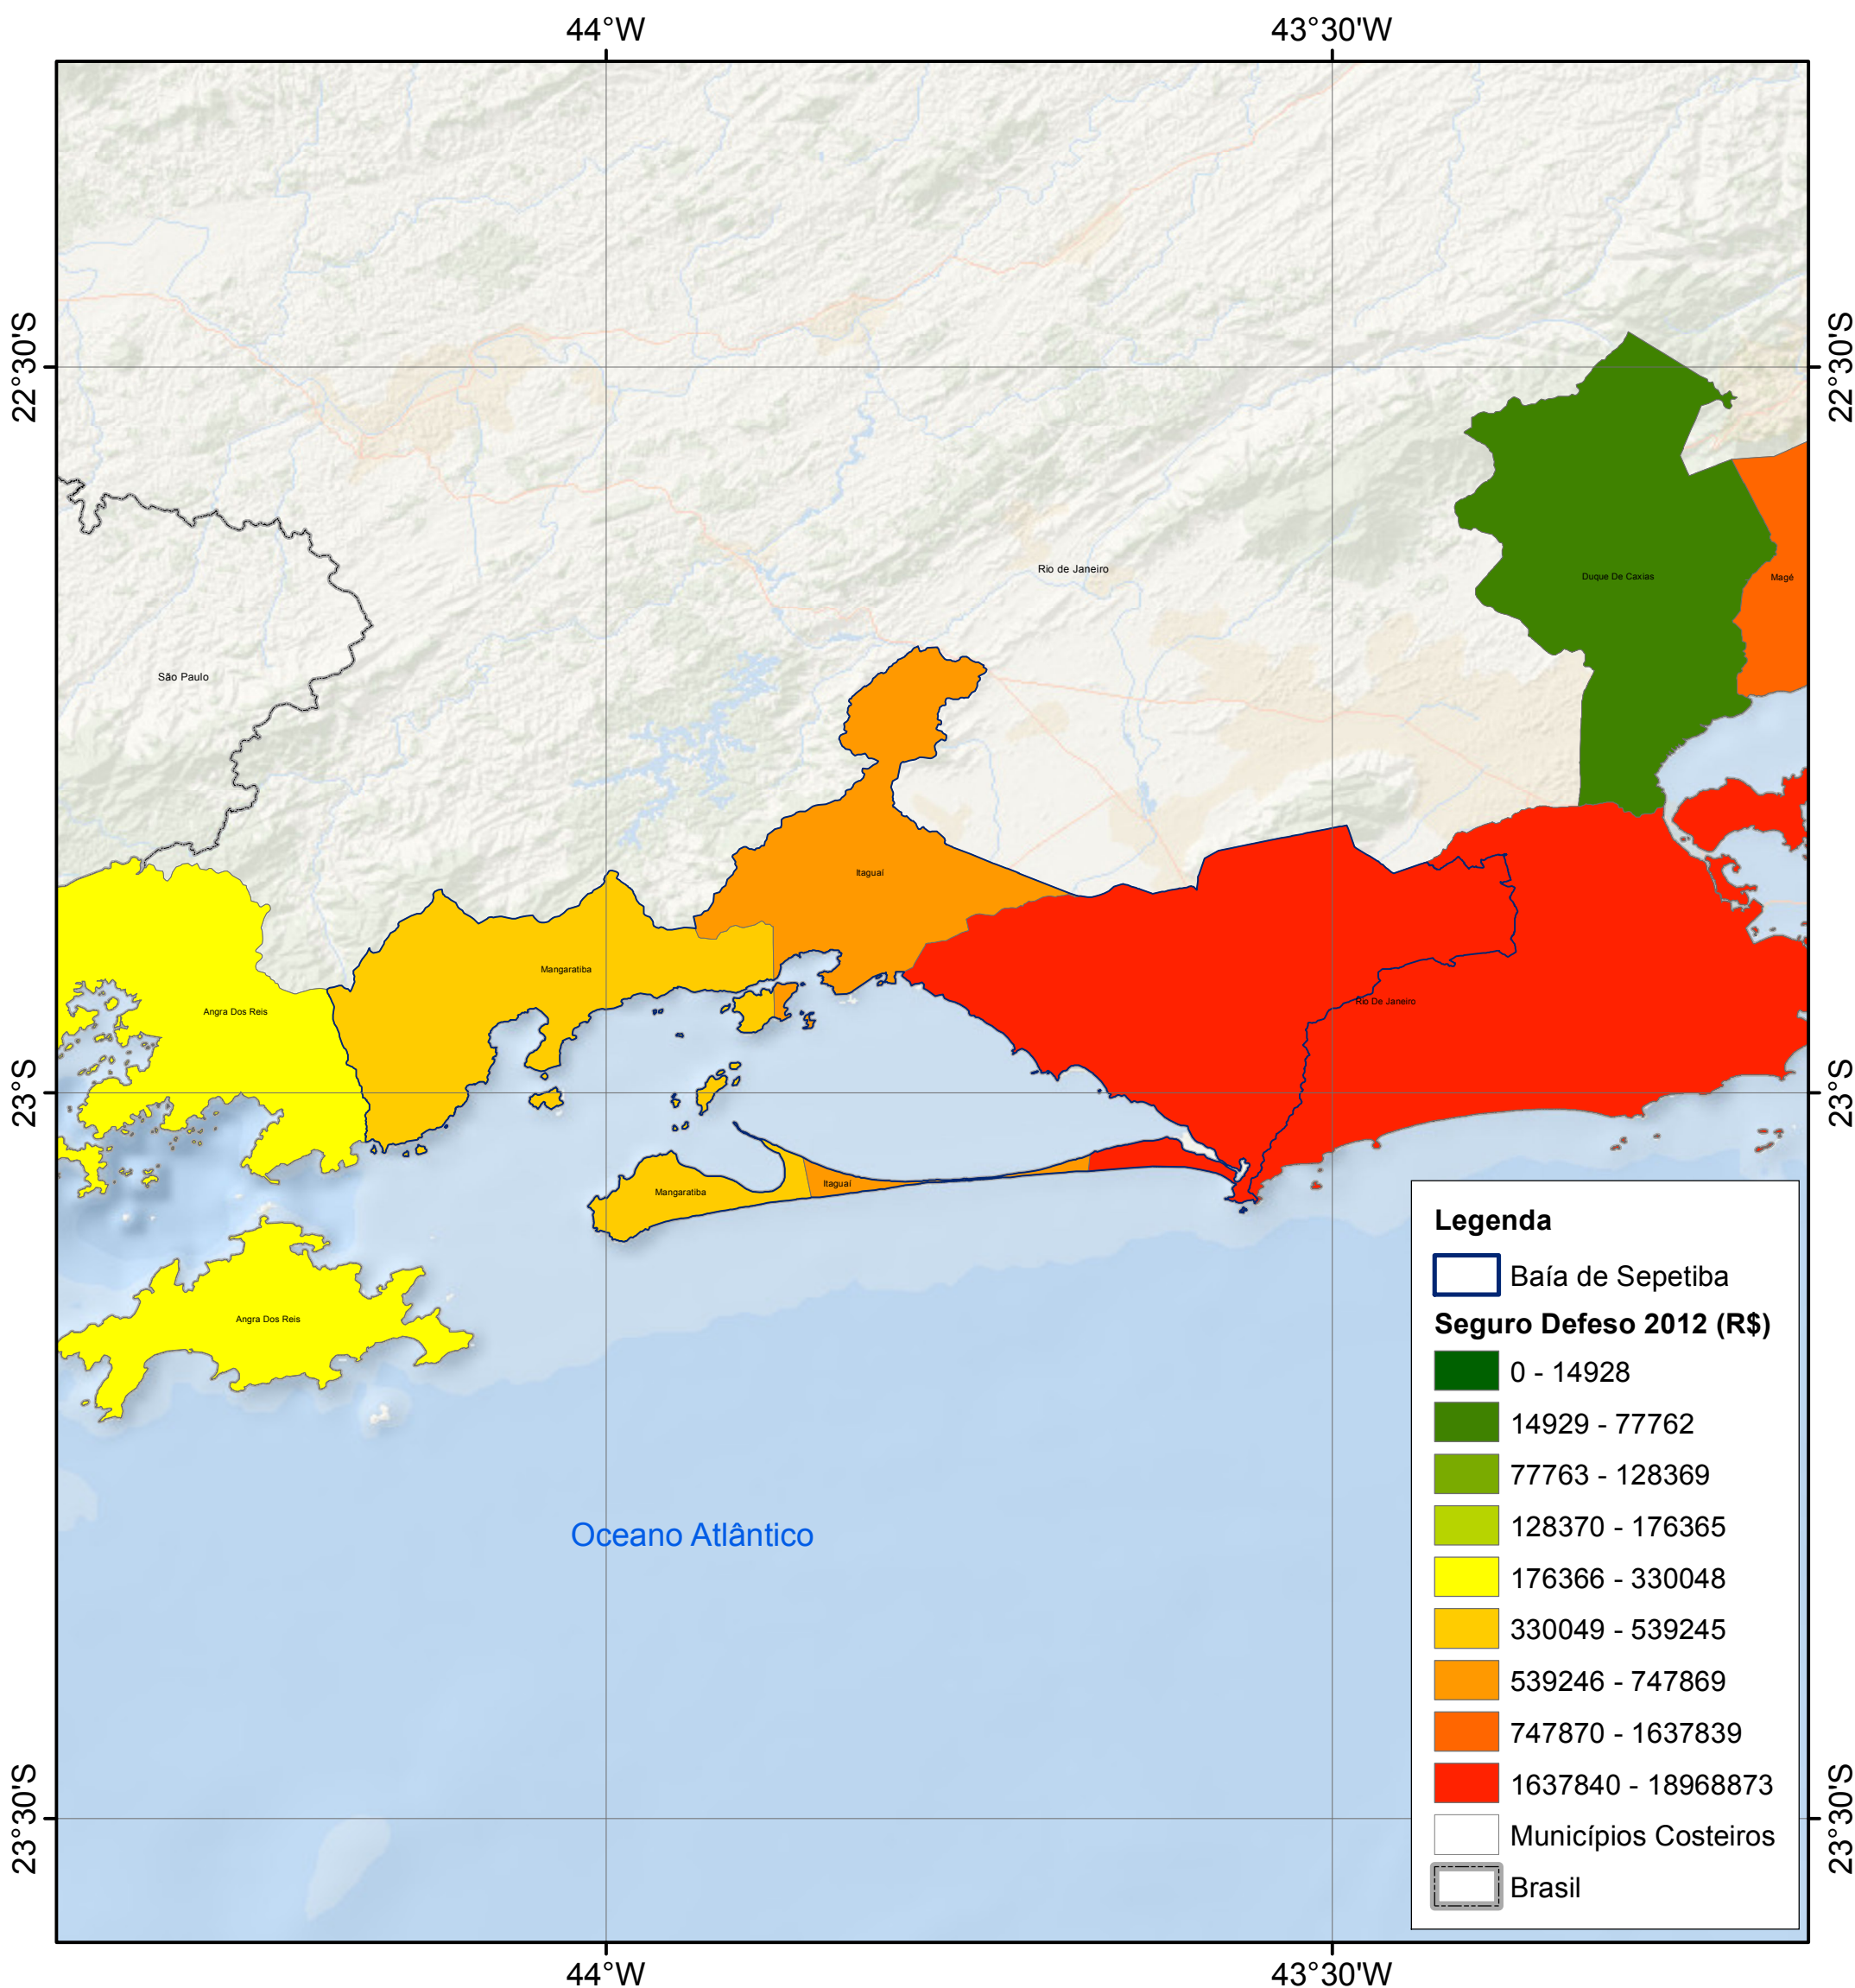 44°W
43°30'W
22°30'S
22°30'S
Rio de Janeiro
Duque De Caxias
Magé
São Paulo
Itaguaí
Mangaratiba
Rio De Janeiro
Angra Dos Reis
23°S
23°S
Mangaratiba
Itaguaí
Angra Dos Reis
Oceano Atlântico
Legenda
Baía de Sepetiba
Seguro Defeso 2012 (R$)
0 - 14928
14929 - 77762
77763 - 128369
128370 - 176365
176366 - 330048
330049 - 539245
539246 - 747869
747870 - 1637839
1637840 - 18968873
Municípios Costeiros
Brasil
23°30'S
23°30'S
44°W
43°30'W